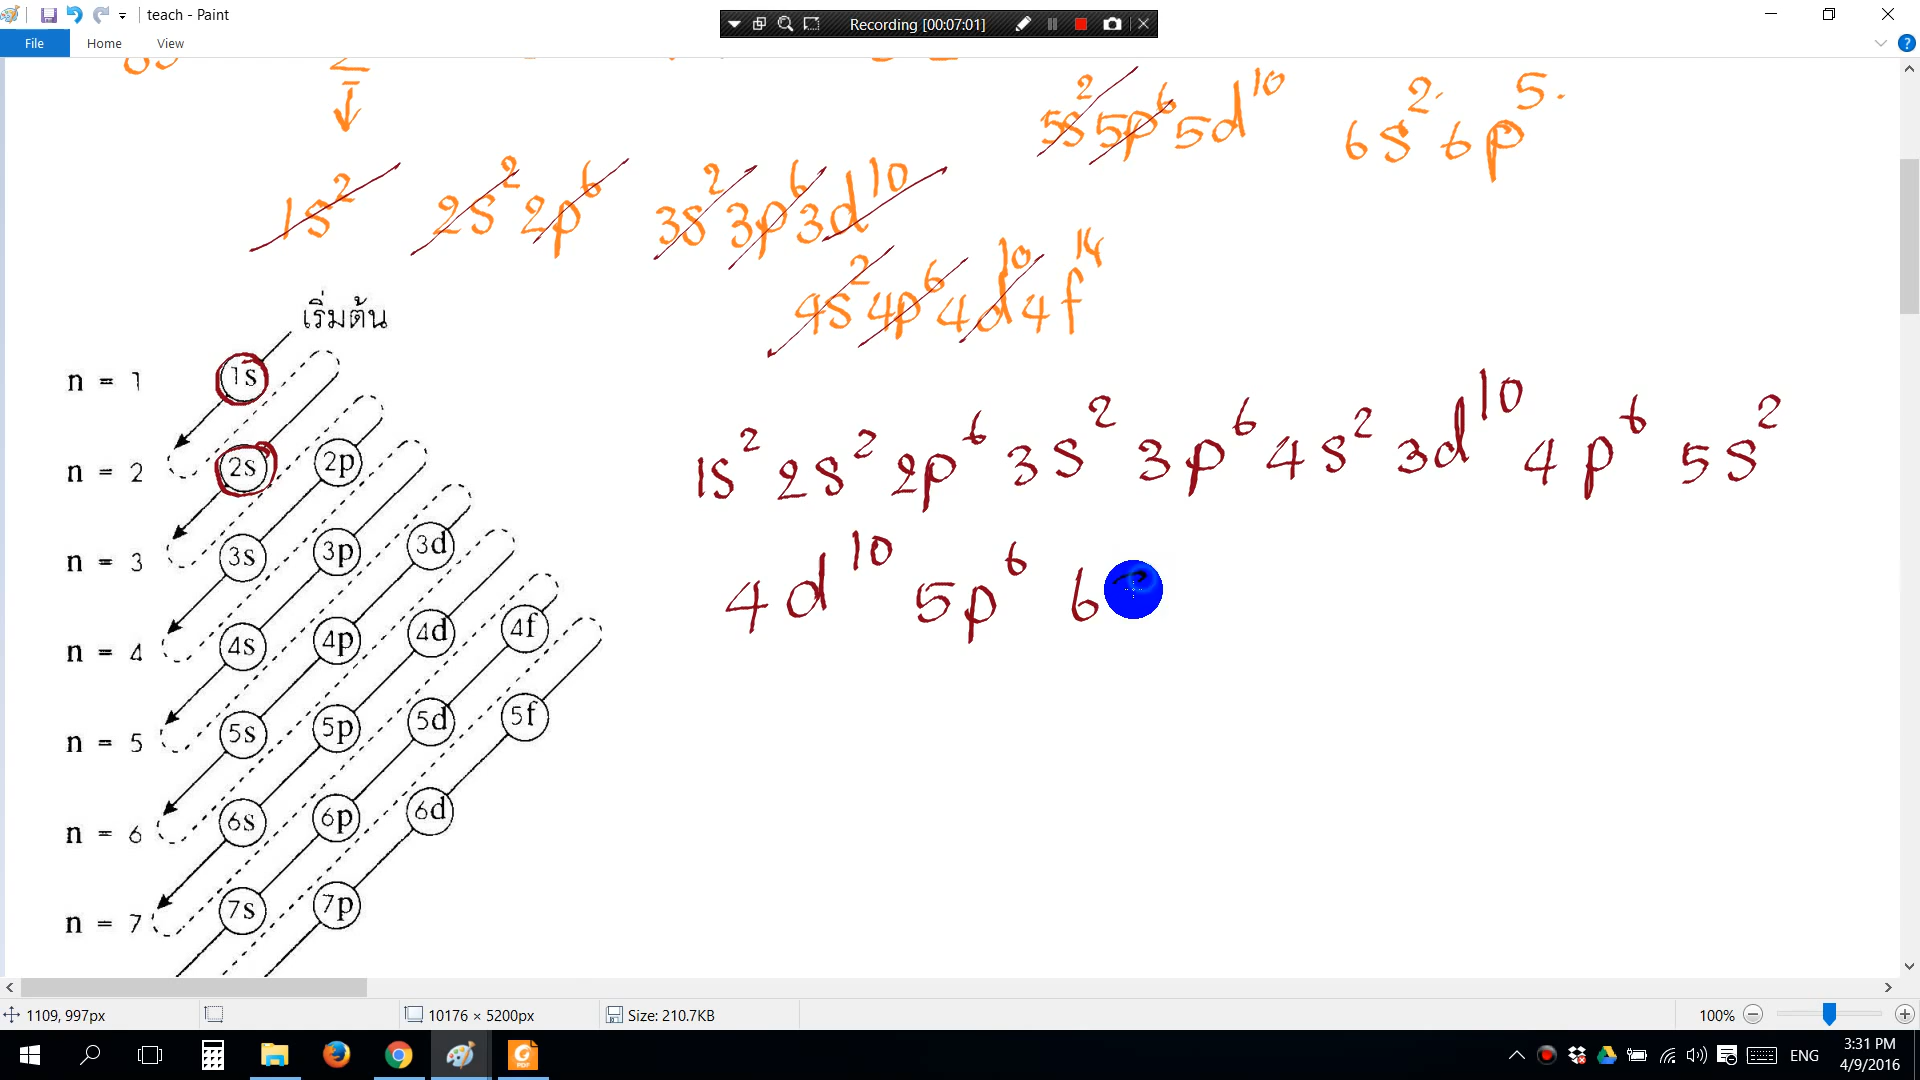 teach - Paint
Recording [00:07:01]
File Home View
5s² 5p⁶ 5d¹⁰ 6s² 6p⁵
1s² 2s² 2p⁶ 3s² 3p⁶ 3d¹⁰
4s² 4p⁶ 4d¹⁰ 4f¹⁴
เริ่มต้น
n = 1 1s
n = 2 2s 2p
n = 3 3s 3p 3d
n = 4 4s 4p 4d 4f
n = 5 5s 5p 5d 5f
n = 6 6s 6p 6d
n = 7 7s 7p
1s² 2s² 2p⁶ 3s² 3p⁶ 4s² 3d¹⁰ 4p⁶ 5s²
4d¹⁰ 5p⁶ 6
1109, 997px 10176 × 5200px Size: 210.7KB 100%
ENG 3:31 PM
4/9/2016